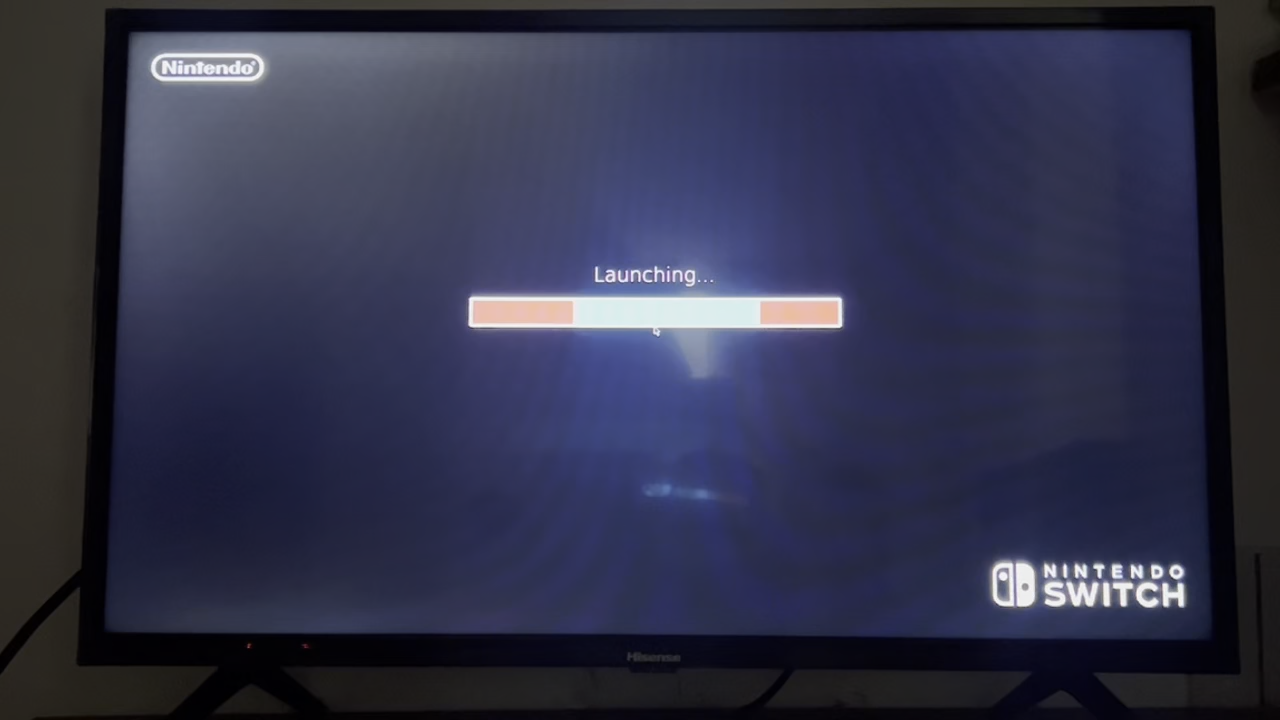 Nintendo
Launching...
NINTENDO
SWITCH
Hisense